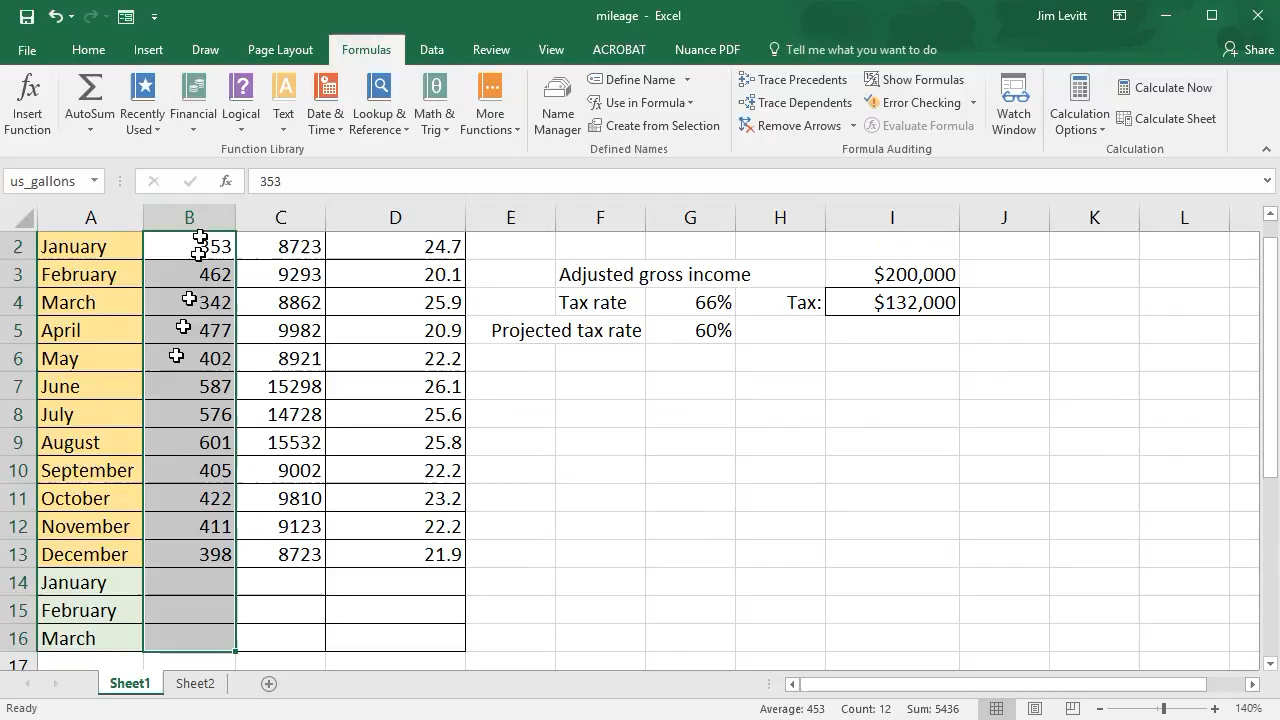 mileage - Excel
Jim Levitt
File Home Insert Draw Page Layout Formulas Data Review View ACROBAT Nuance PDF Tell me what you want to do Share
Insert Function
AutoSum
Recently Used
Financial
Logical
Text
Date & Time
Lookup & Reference
Math & Trig
More Functions
Function Library
Name Manager
Define Name
Use in Formula
Create from Selection
Defined Names
Trace Precedents
Trace Dependents
Remove Arrows
Show Formulas
Error Checking
Evaluate Formula
Formula Auditing
Watch Window
Calculation Options
Calculate Now
Calculate Sheet
Calculation
us_gallons fx 353
A B C D E F G H I J K L
2 January 353 8723 24.7
3 February 462 9293 20.1 Adjusted gross income $200,000
4 March 342 8862 25.9 Tax rate 66% Tax: $132,000
5 April 477 9982 20.9 Projected tax rate 60%
6 May 402 8921 22.2
7 June 587 15298 26.1
8 July 576 14728 25.6
9 August 601 15532 25.8
10 September 405 9002 22.2
11 October 422 9810 23.2
12 November 411 9123 22.2
13 December 398 8723 21.9
14 January
15 February
16 March
17
Sheet1 Sheet2
Ready Average: 453 Count: 12 Sum: 5436 140%